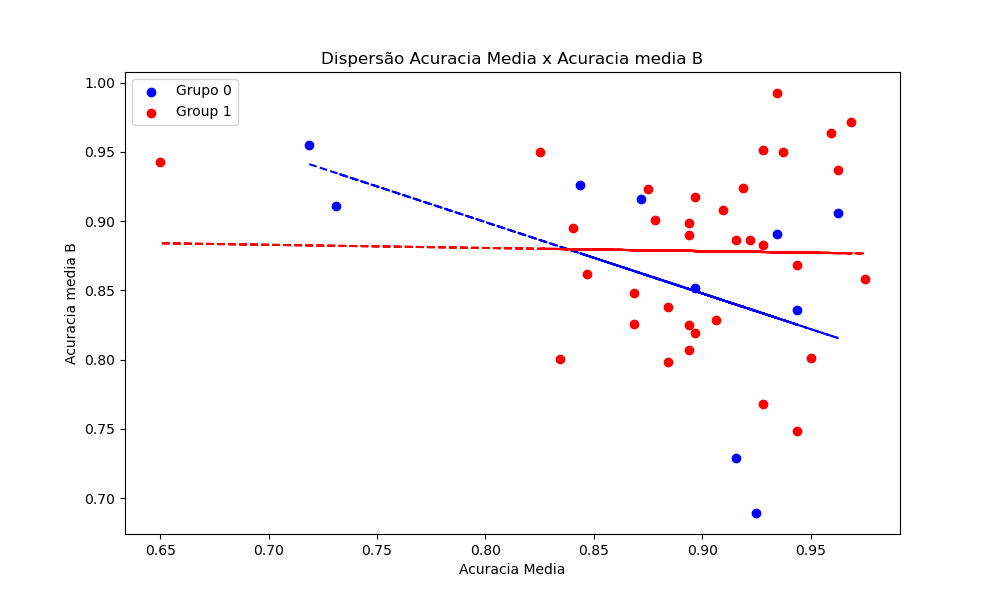 Dispersão Acuracia Media x Acuracia media B
Grupo 0
Group 1
1.00
0.95
0.90
0.85
0.80
0.75
0.70
Acuracia media B
0.65 0.70 0.75 0.80 0.85 0.90 0.95
Acuracia Media